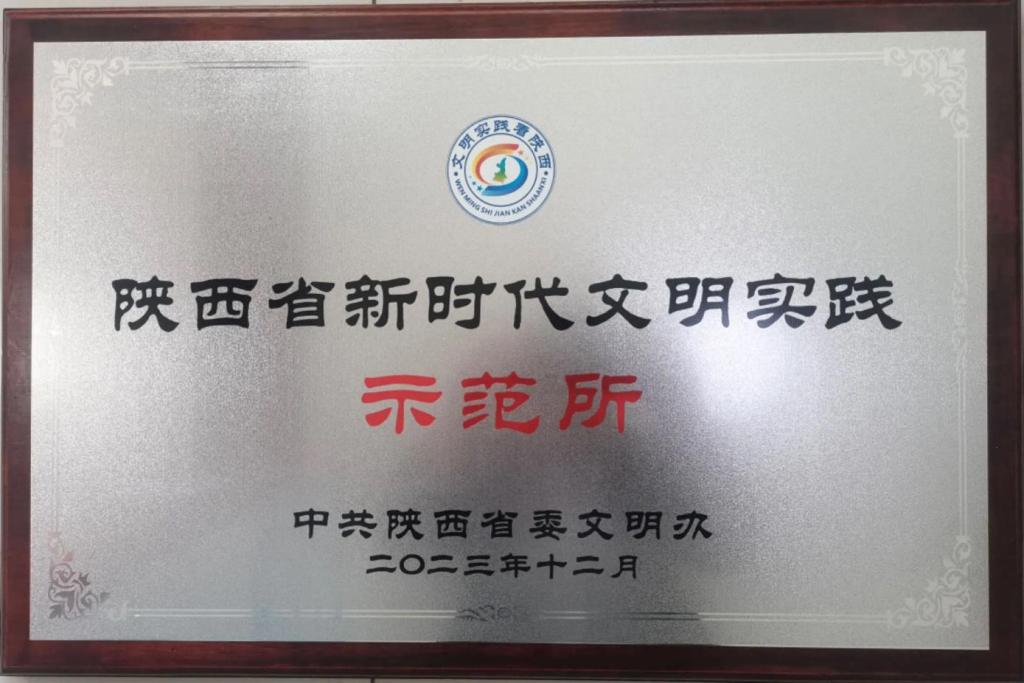 文明实践看陕西
WEN MING SHI JIAN KAN SHAANXI
陕西省新时代文明实践
示范所
中共陕西省委文明办
二〇二三年十二月